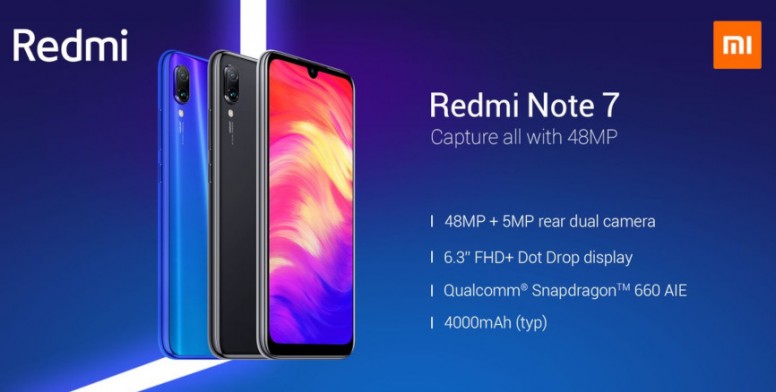 Redmi
mi
Redmi Note 7
Capture all with 48MP
48MP + 5MP rear dual camera
6.3" FHD+ Dot Drop display
Qualcomm® Snapdragon™ 660 AIE
4000mAh (typ)